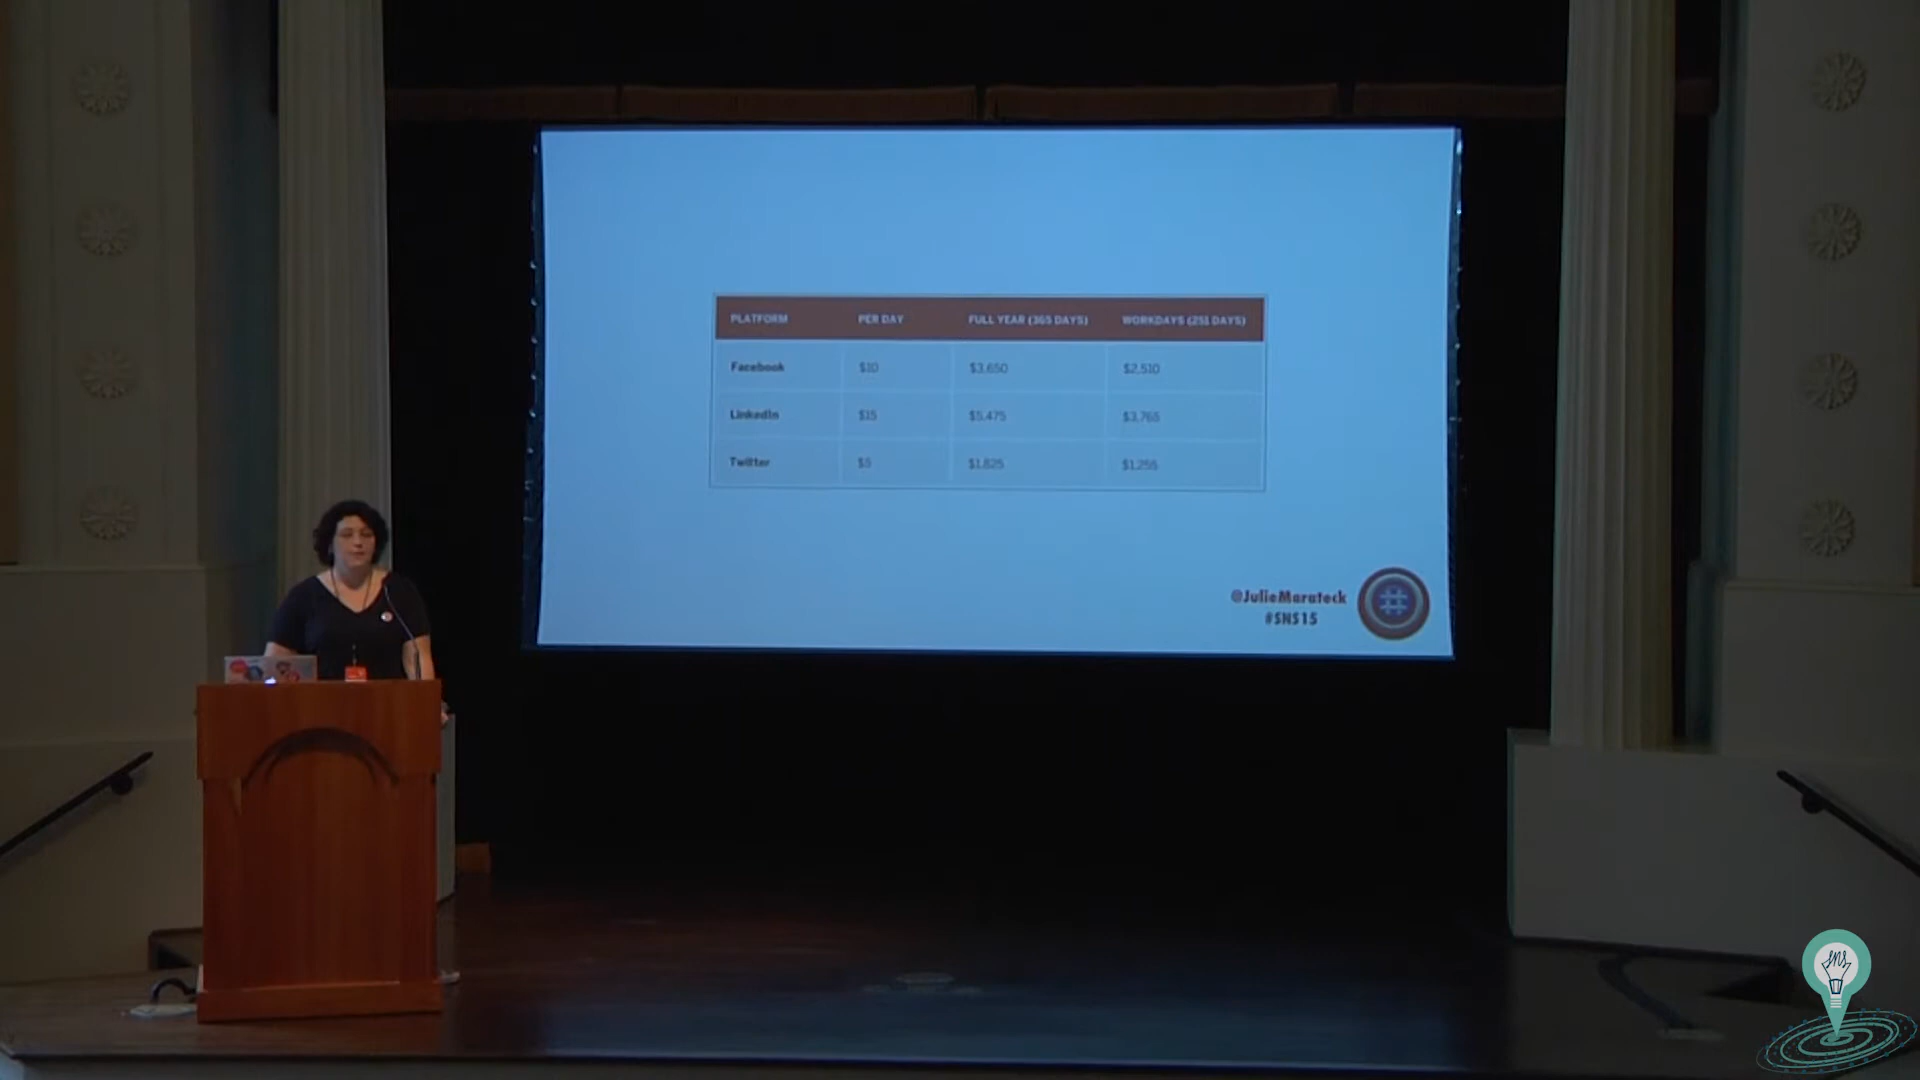 PLATFORM PER DAY FULL YEAR (365 DAYS) WORKDAYS (251 DAYS)
Facebook $10 $3,650 $2,510
LinkedIn $15 $5,475 $3,765
Twitter $5 $1,825 $1,255
@JulieMarateck
#SNS15
#
SNS